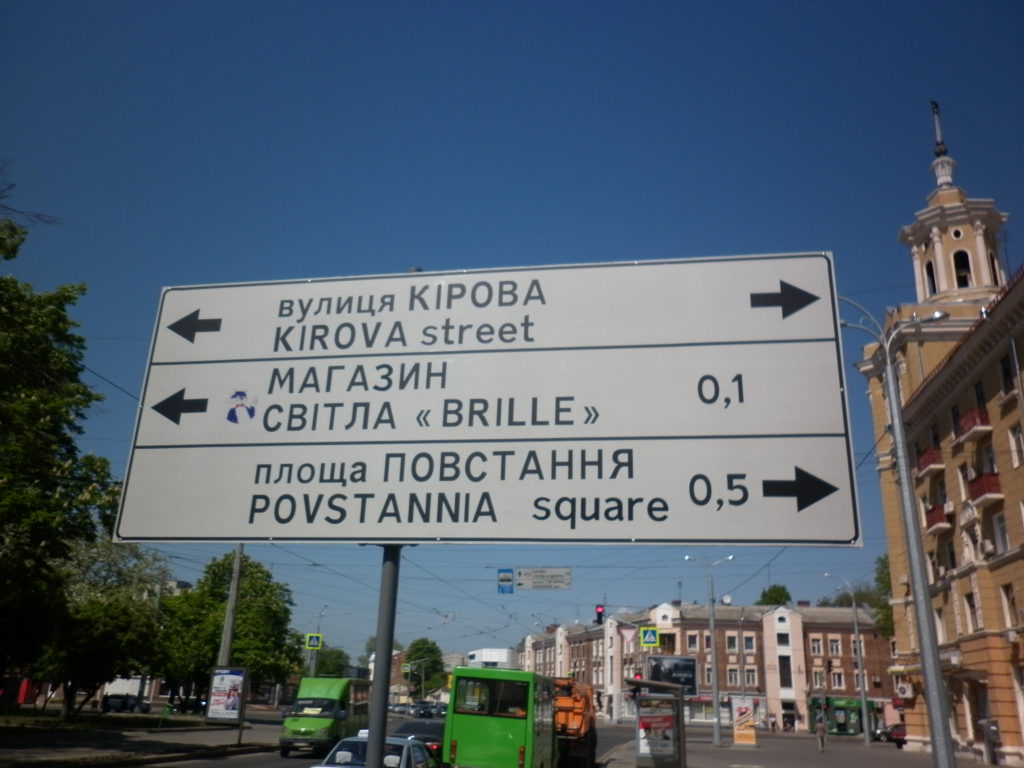 вулиця КІРОВА
KIROVA street
МАГАЗИН
СВІТЛА « BRILLE » 0,1
площа ПОВСТАННЯ
POVSTANNIA square 0,5